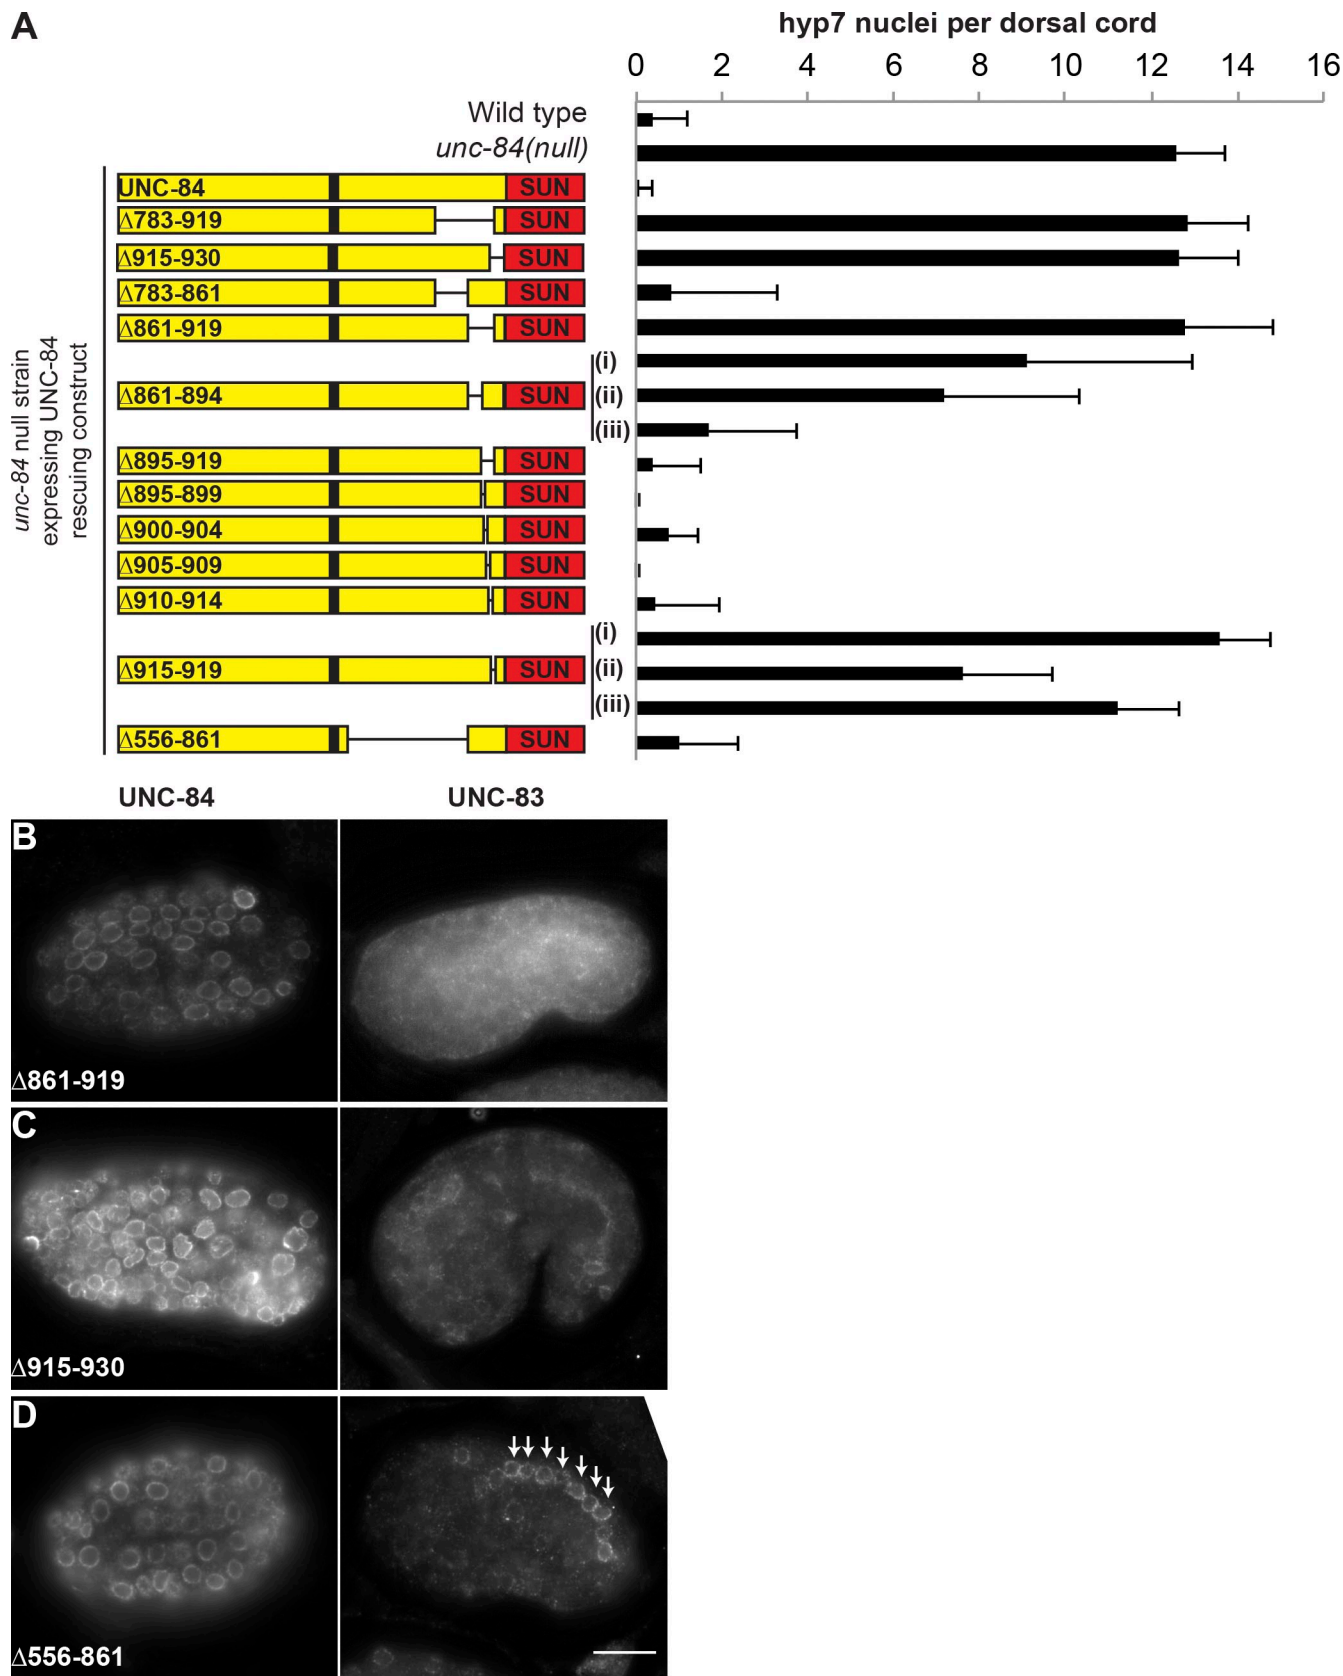 A
hyp7 nuclei per dorsal cord
0 2 4 6 8 10 12 14 16
Wild type
unc-84(null)
unc-84 null strain
expressing UNC-84
rescuing construct
UNC-84 SUN
Δ783-919 SUN
Δ915-930 SUN
Δ783-861 SUN
Δ861-919 SUN
(i)
Δ861-894 SUN (ii)
(iii)
Δ895-919 SUN
Δ895-899 SUN
Δ900-904 SUN
Δ905-909 SUN
Δ910-914 SUN
(i)
Δ915-919 SUN (ii)
(iii)
Δ556-861 SUN
UNC-84 UNC-83
B
Δ861-919
C
Δ915-930
D
Δ556-861